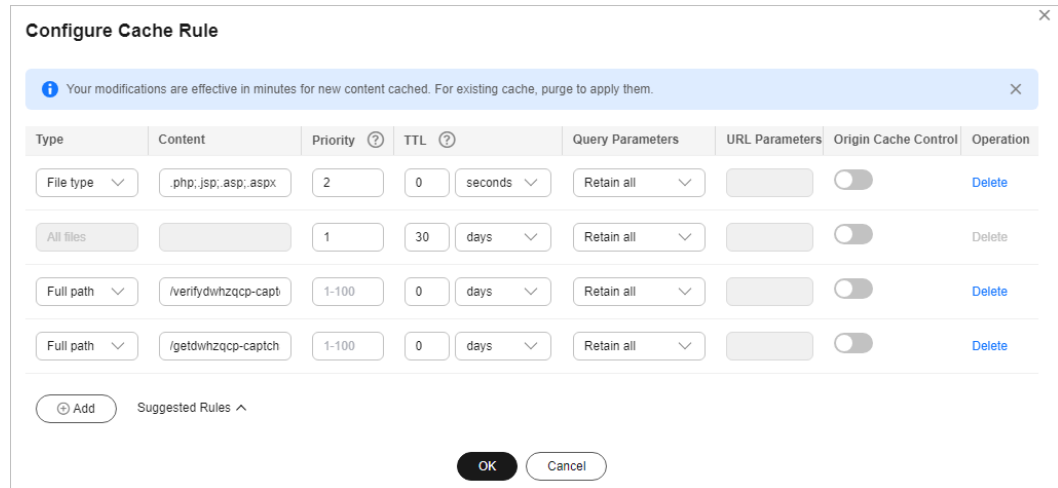 Configure Cache Rule
Your modifications are effective in minutes for new content cached. For existing cache, purge to apply them.
Type Content Priority TTL Query Parameters URL Parameters Origin Cache Control Operation
File type .php;.jsp;.asp;.aspx 2 0 seconds Retain all Delete
All files 1 30 days Retain all Delete
Full path /verifydwhzqcp-capt 1-100 0 days Retain all Delete
Full path /getdwhzqcp-captch 1-100 0 days Retain all Delete
Add Suggested Rules
OK Cancel